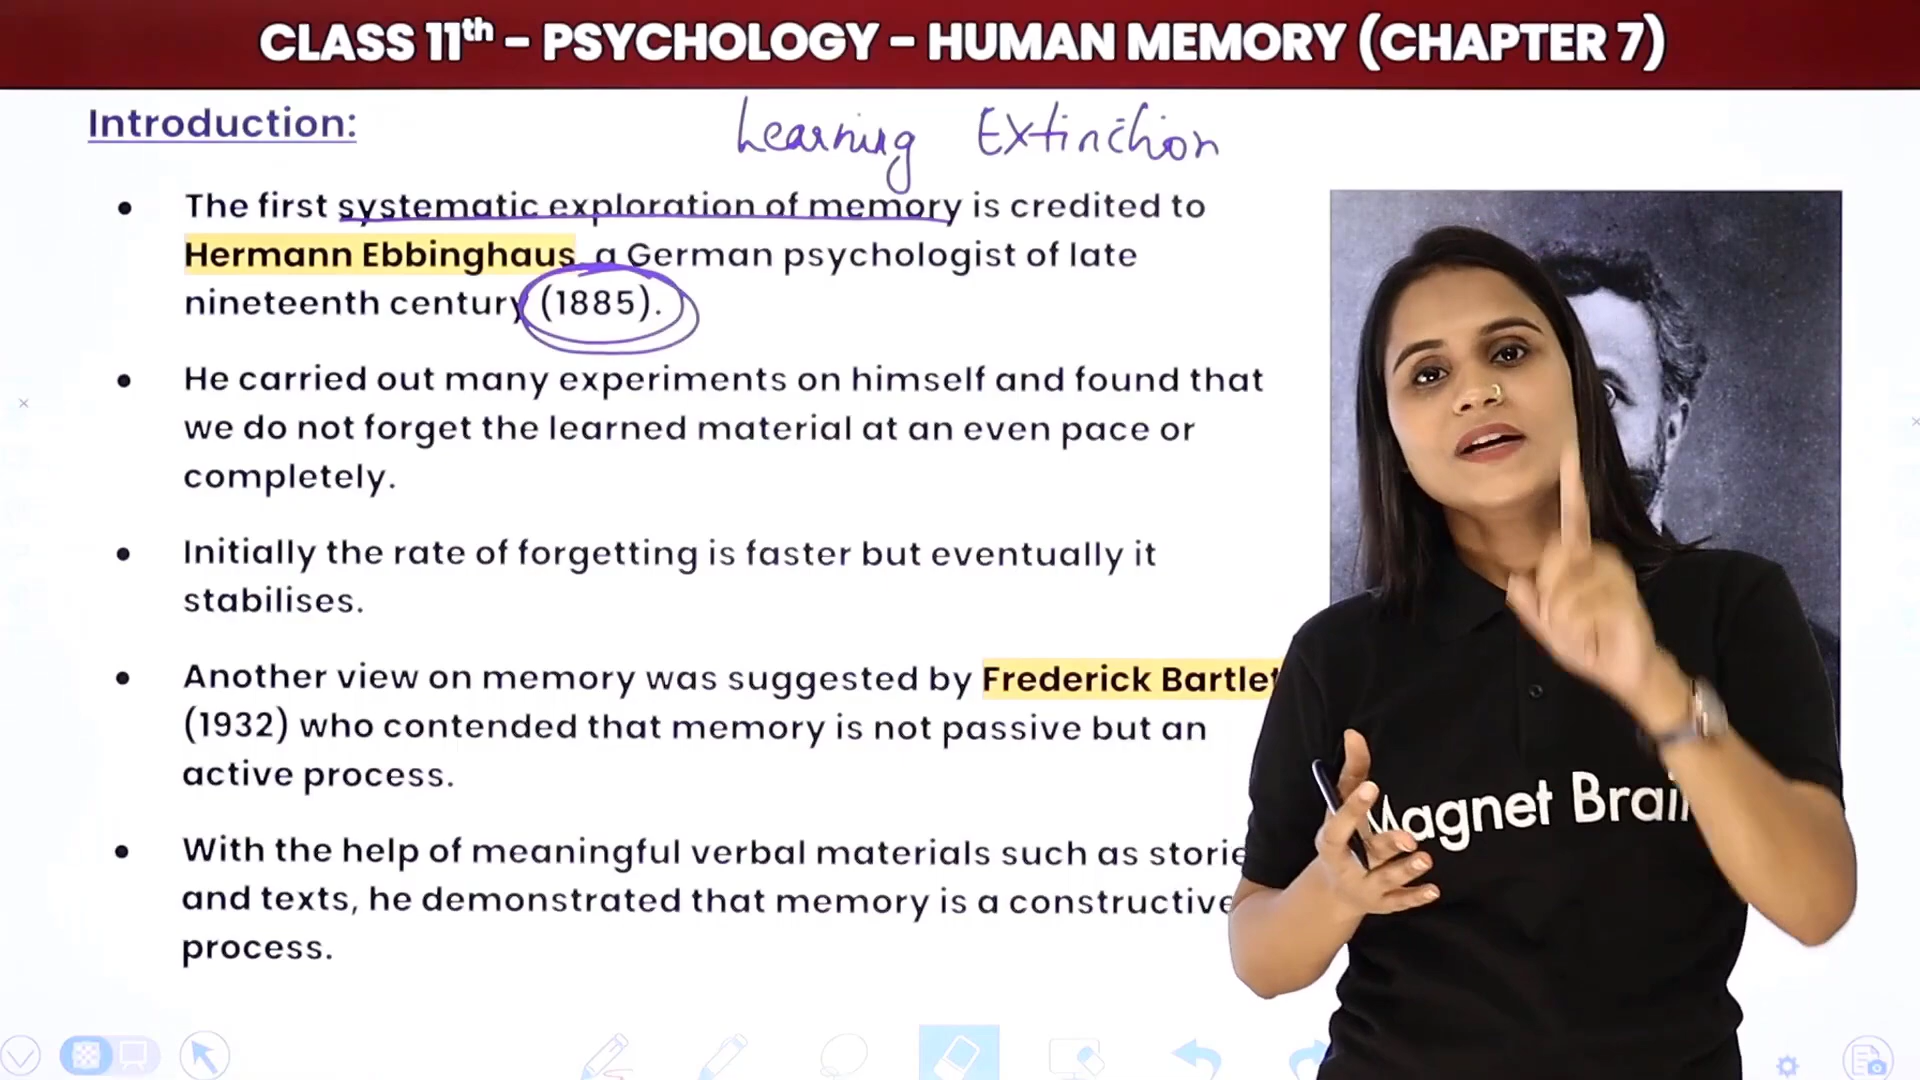 CLASS 11th - PSYCHOLOGY - HUMAN MEMORY (CHAPTER 7)
Introduction:
Learning Extinction
• The first systematic exploration of memory is credited to
Hermann Ebbinghaus, a German psychologist of late
nineteenth century (1885).
• He carried out many experiments on himself and found that
we do not forget the learned material at an even pace or
completely.
• Initially the rate of forgetting is faster but eventually it
stabilises.
• Another view on memory was suggested by Frederick Bartlet
(1932) who contended that memory is not passive but an
active process.
• With the help of meaningful verbal materials such as storie
and texts, he demonstrated that memory is a constructive
process.
Magnet Brai